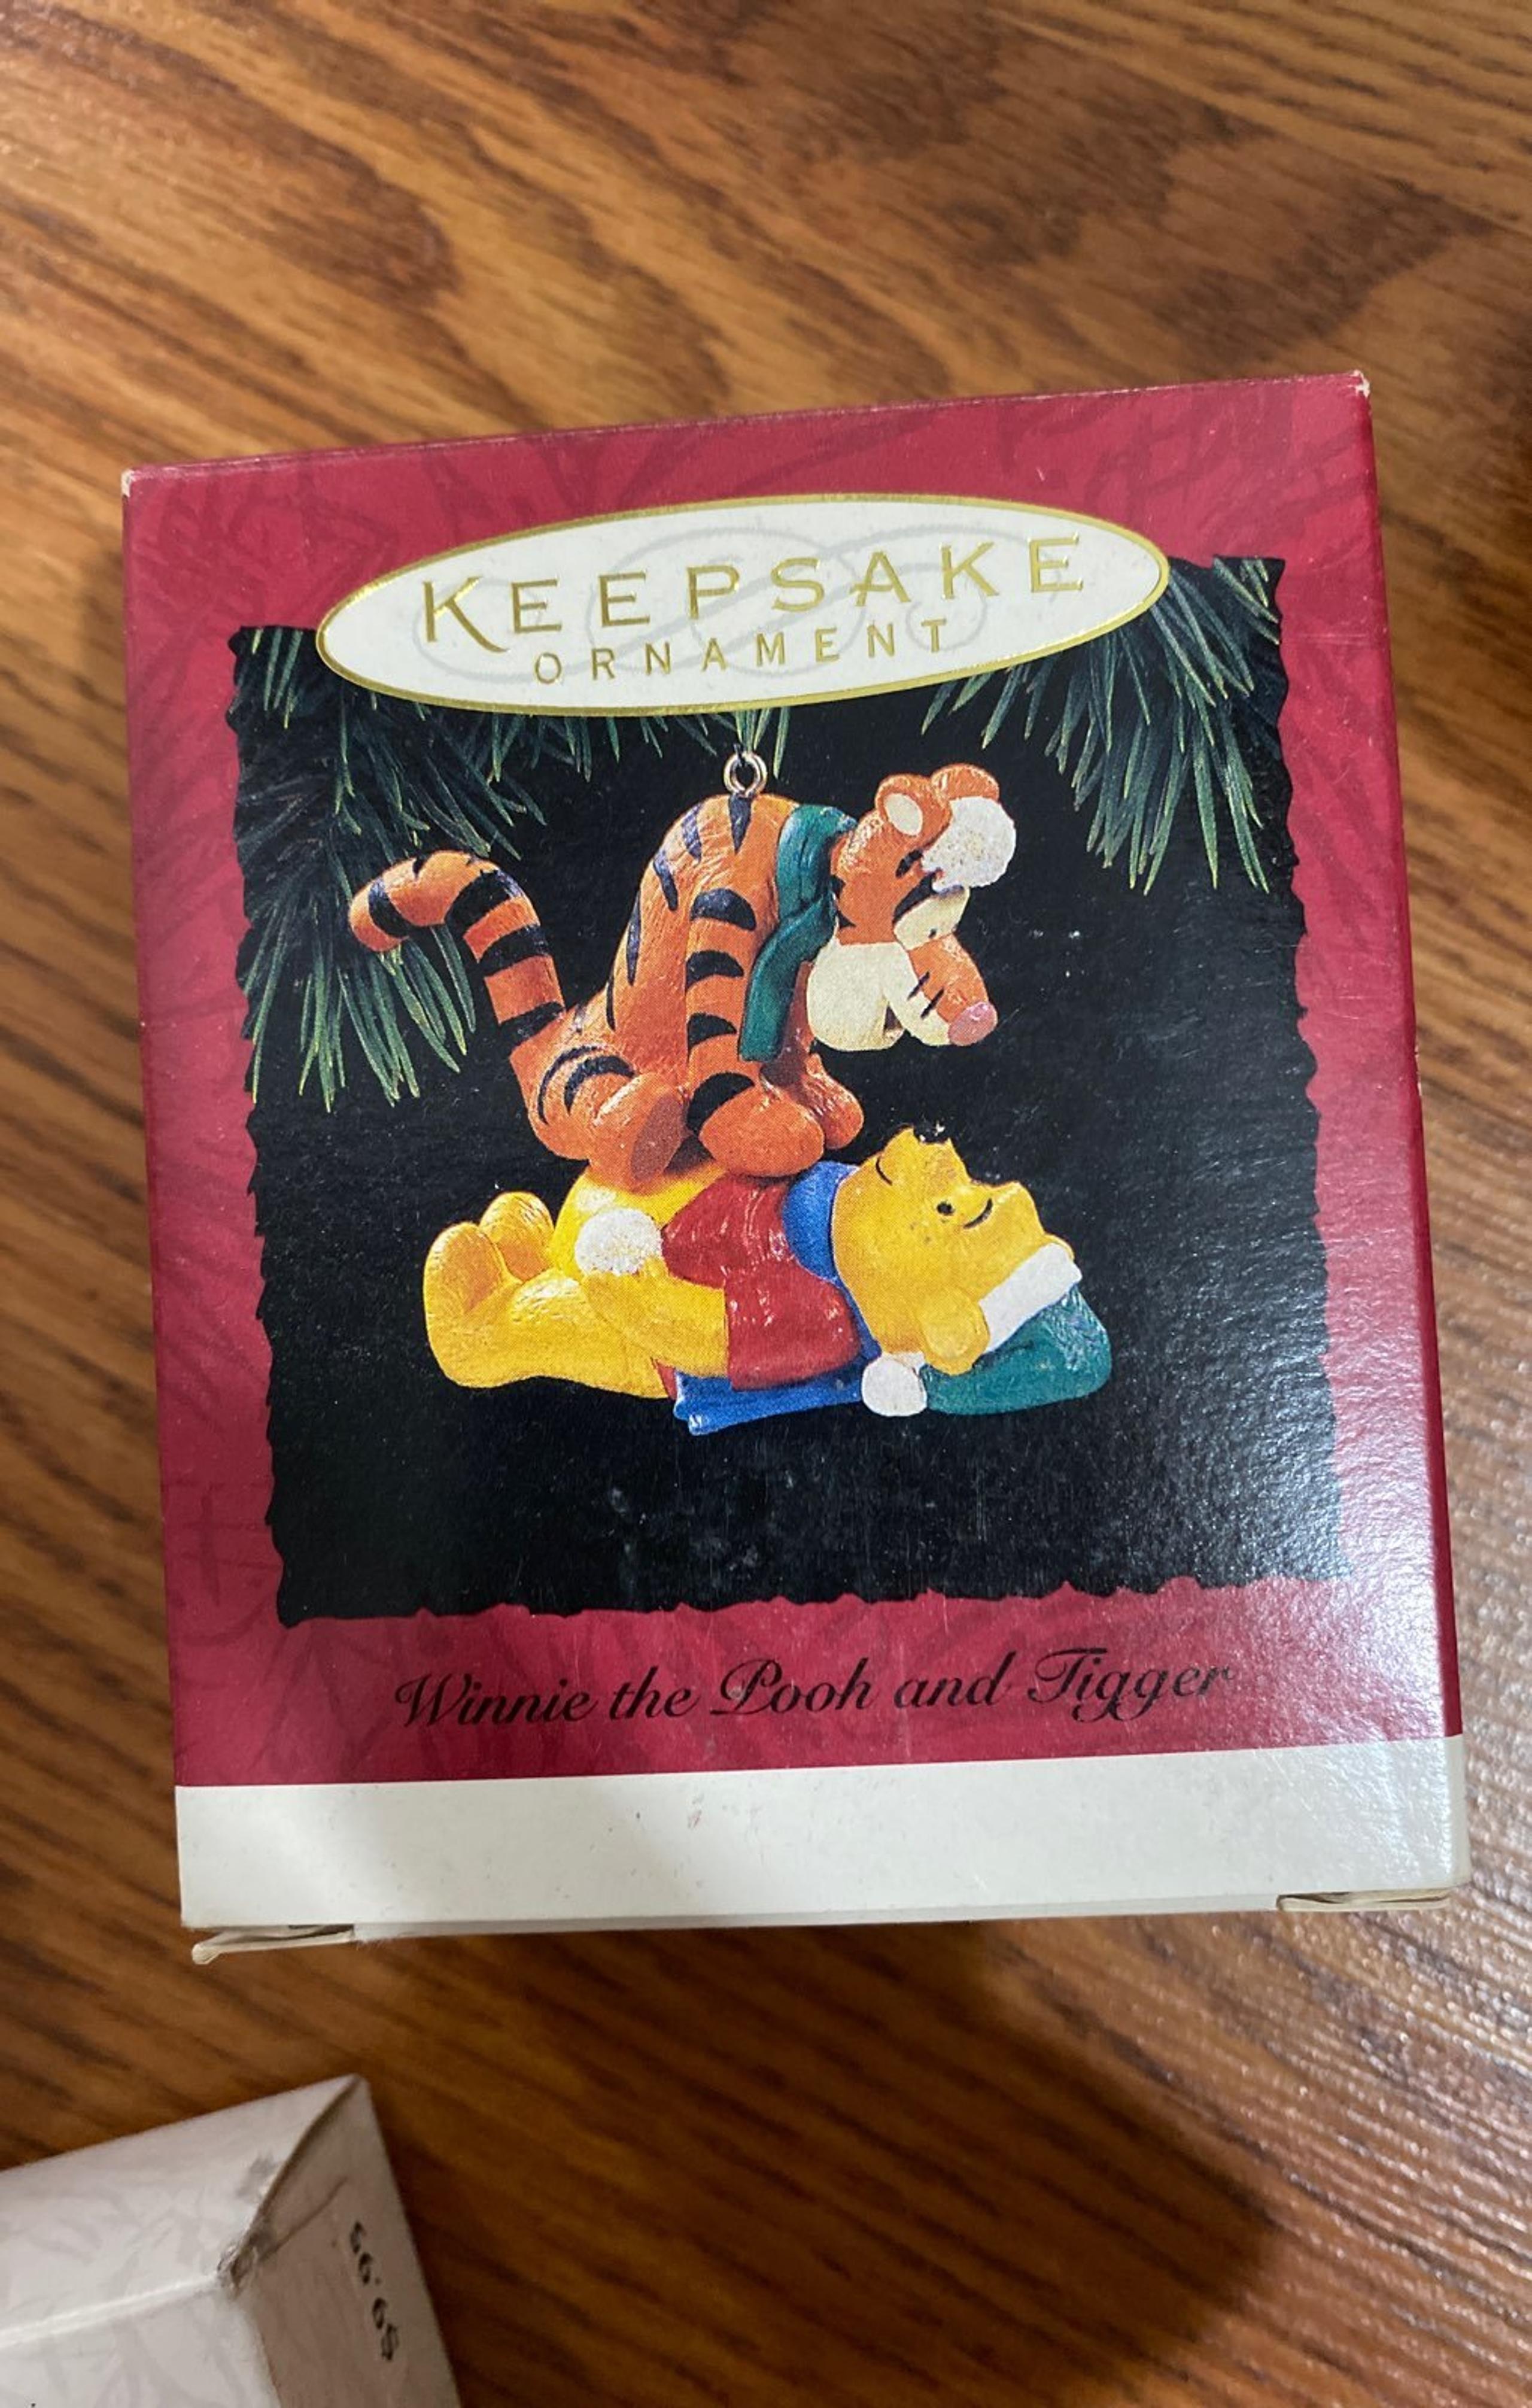 KEEPSAKE
ORNAMENT
Winnie the Pooh and Tigger